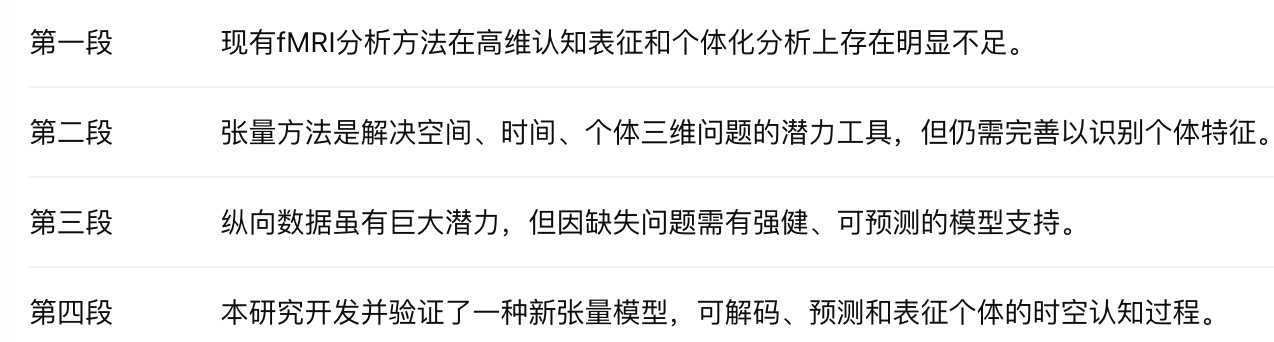 第一段 现有fMRI分析方法在高维认知表征和个体化分析上存在明显不足。
第二段 张量方法是解决空间、时间、个体三维问题的潜力工具，但仍需完善以识别个体特征。
第三段 纵向数据虽有巨大潜力，但因缺失问题需有强健、可预测的模型支持。
第四段 本研究开发并验证了一种新张量模型，可解码、预测和表征个体的时空认知过程。